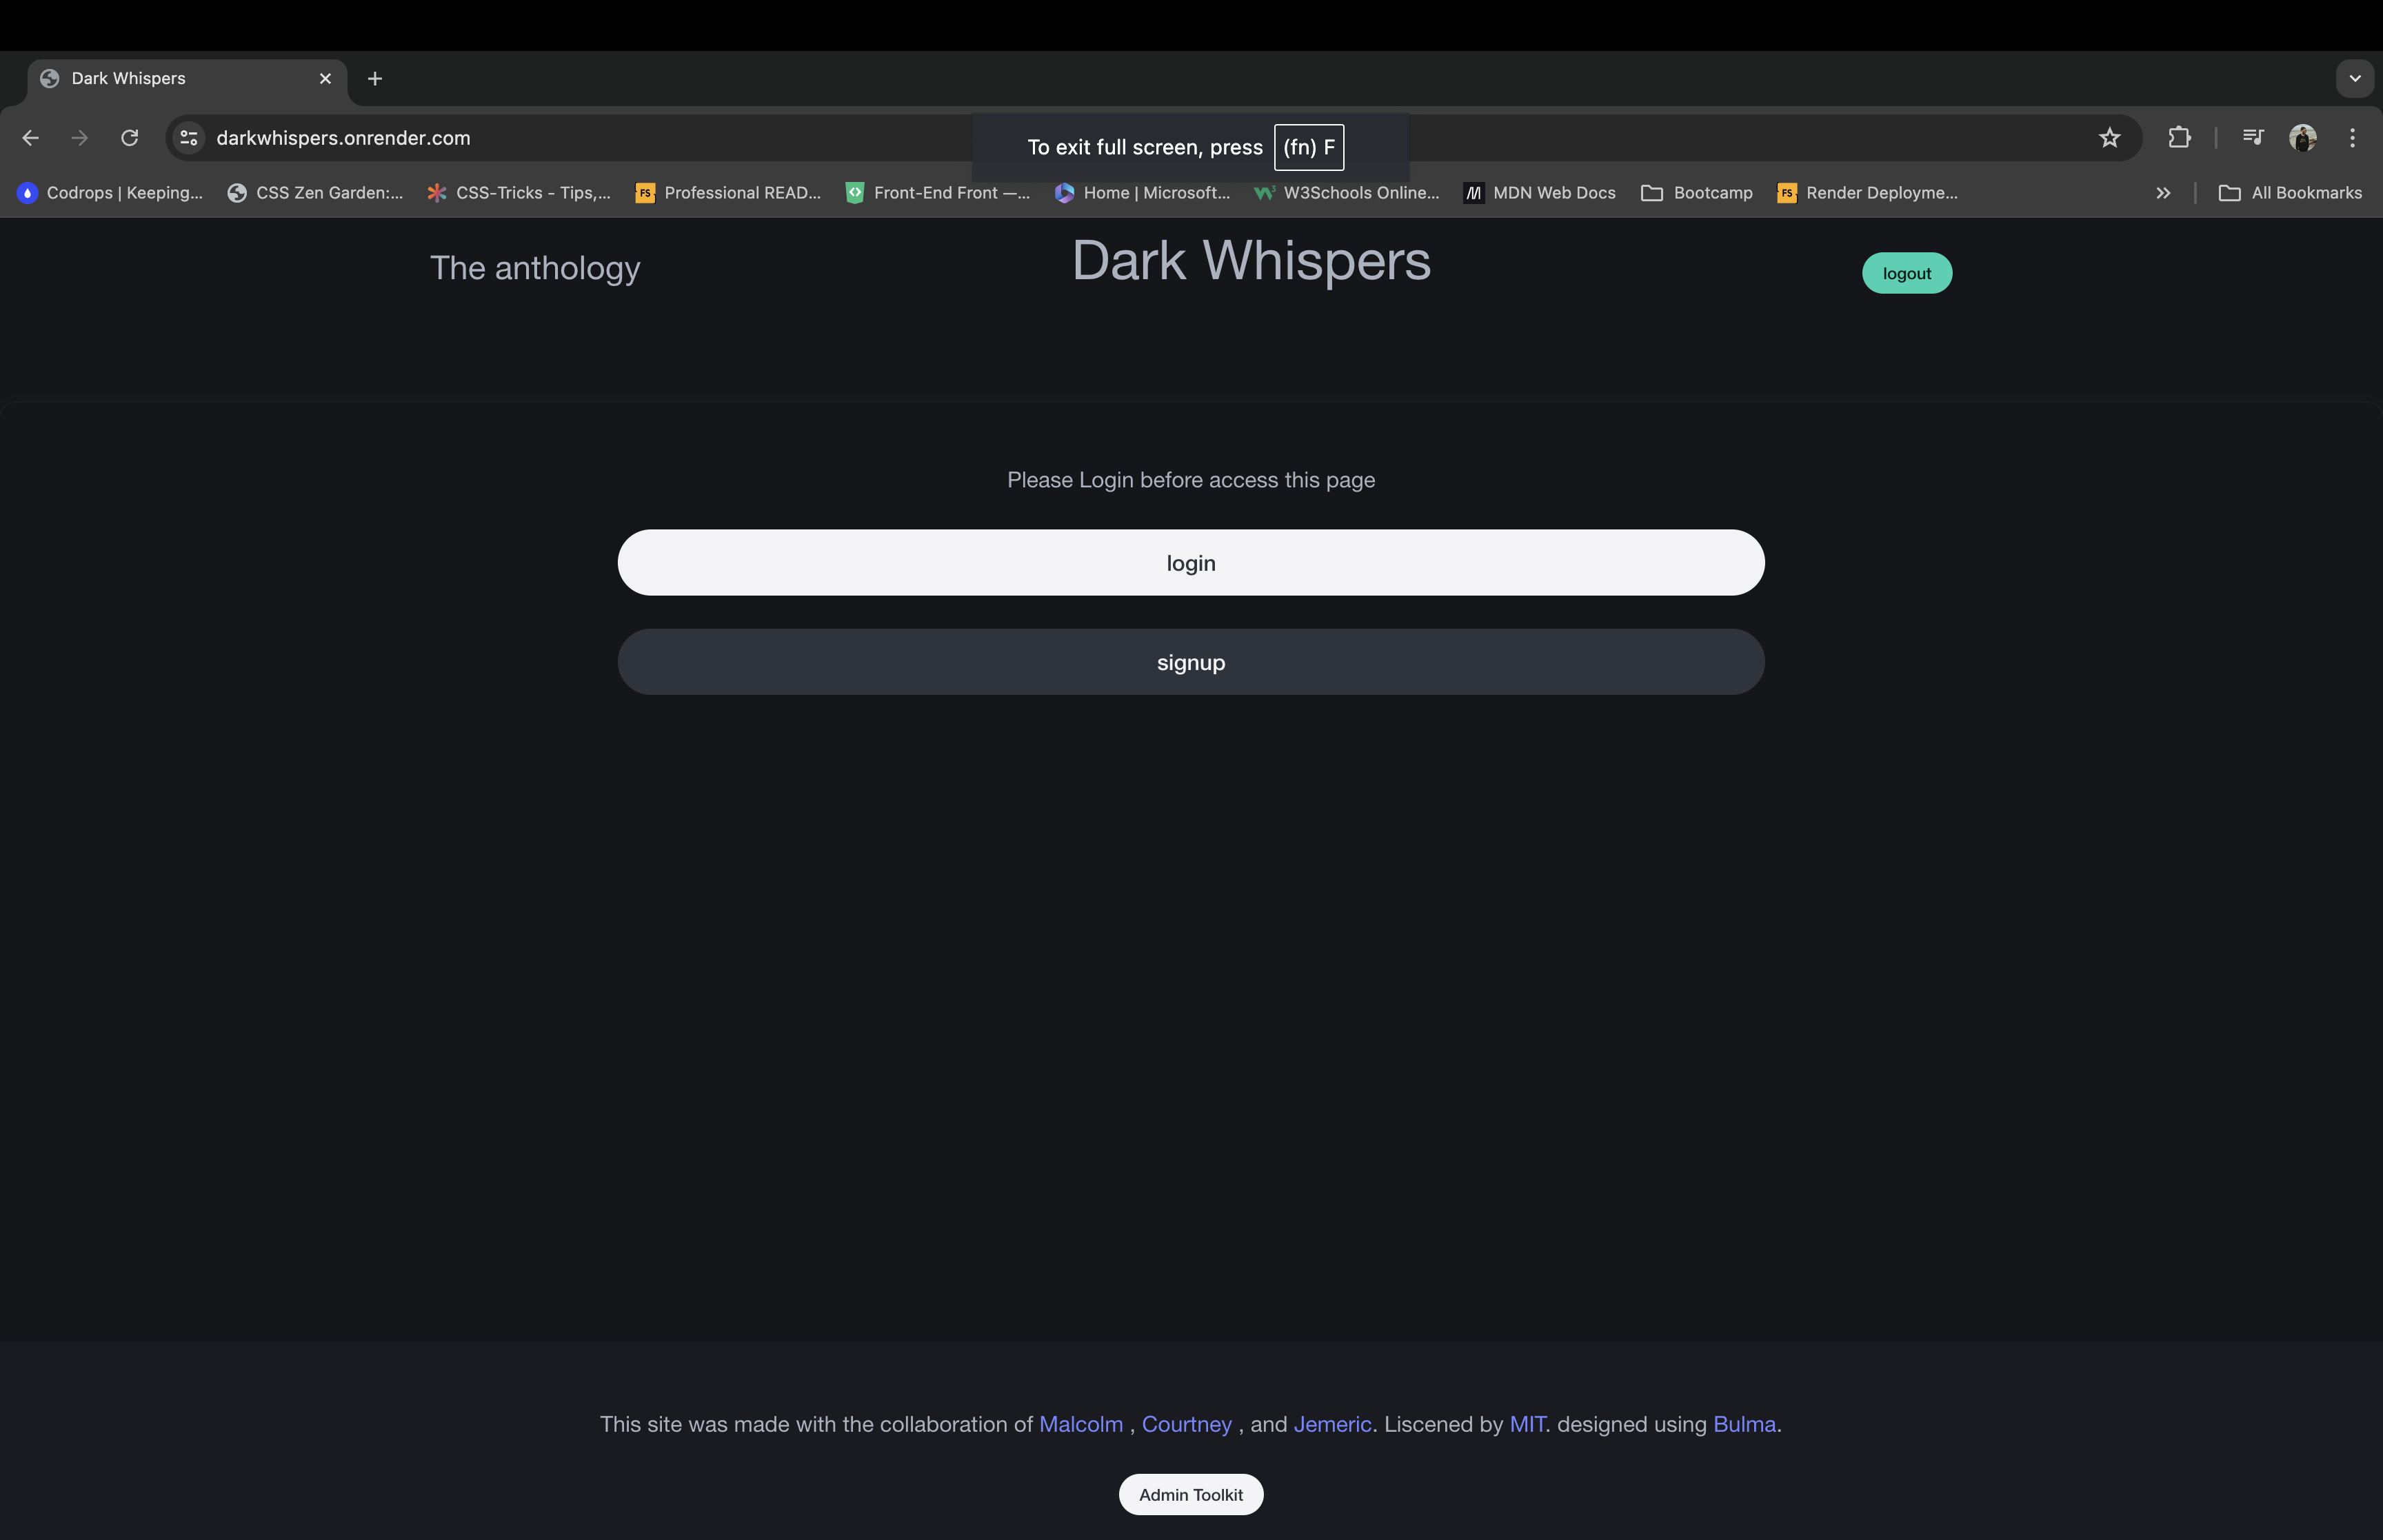 Dark Whispers
darkwhispers.onrender.com
To exit full screen, press (fn) F
Codrops | Keeping... CSS Zen Garden:... CSS-Tricks - Tips,... FS Professional READ... Front-End Front —... Home | Microsoft... W3Schools Online... MDN Web Docs Bootcamp FS Render Deployme... All Bookmarks
The anthology Dark Whispers logout
Please Login before access this page
login
signup
This site was made with the collaboration of Malcolm , Courtney , and Jemeric. Liscened by MIT. designed using Bulma.
Admin Toolkit